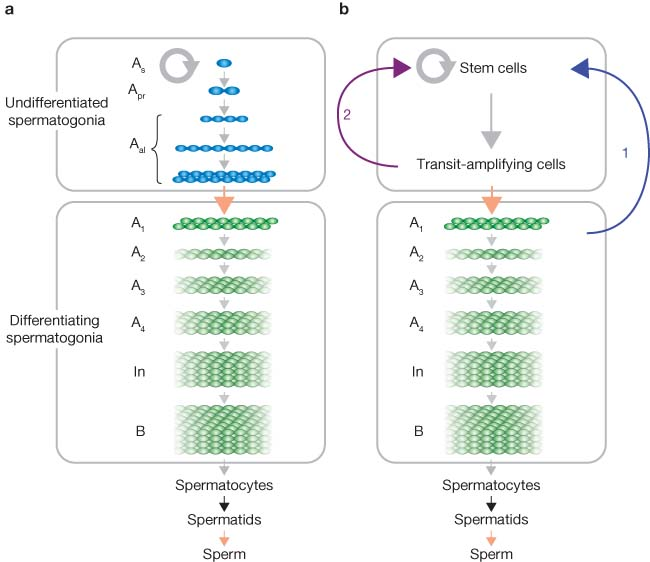 a
Undifferentiated
spermatogonia
As
Apr
Aal
Differentiating
spermatogonia
A1
A2
A3
A4
In
B
Spermatocytes
Spermatids
Sperm
b
Stem cells
2
1
Transit-amplifying cells
A1
A2
A3
A4
In
B
Spermatocytes
Spermatids
Sperm